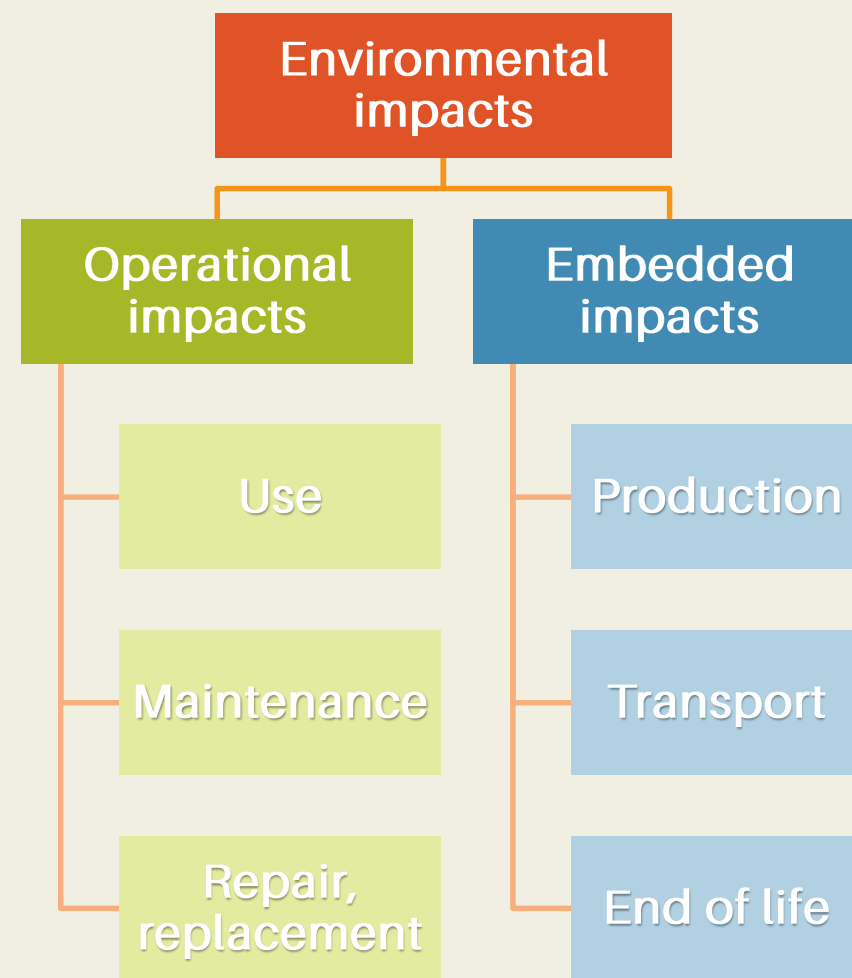 Environmental
impacts
Operational
impacts
Use
Maintenance
Repair,
replacement
Embedded
impacts
Production
Transport
End of life